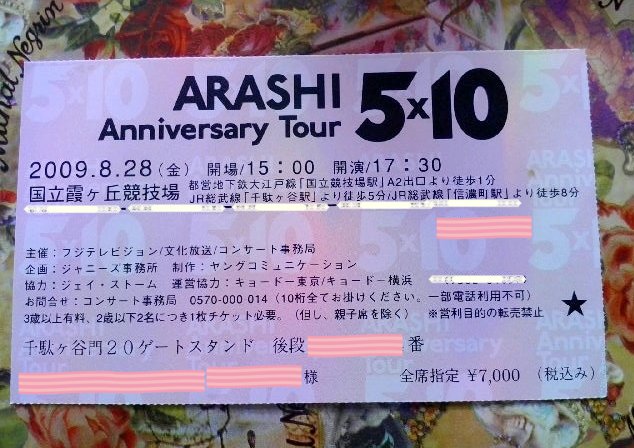 Manual Negrin
ARASHI 5×10
Anniversary Tour
2009.8.28(金) 開場/15:00 開演/17:30
国立霞ヶ丘競技場 都営地下鉄大江戸線「国立競技場駅」A2出口より徒歩1分
JR総武線「千駄ヶ谷駅」より徒歩5分/JR総武線「信濃町駅」より徒歩8分
主催:フジテレビジョン/文化放送/コンサート事務局
企画:ジャニーズ事務所 制作:ヤングコミュニケーション
協力:ジェイ・ストーム 運営協力:キョードー東京/キョードー横浜
お問合せ:コンサート事務局 0570-000 014 (10桁全てお掛けください。一部電話利用不可)
3歳以上有料、2歳以下2名につき1枚チケット必要。(但し、親子席を除く) ※営利目的の転売禁止 ★
千駄ヶ谷門20ゲートスタンド 後段 番
様 全席指定 ¥7,000 (税込み)